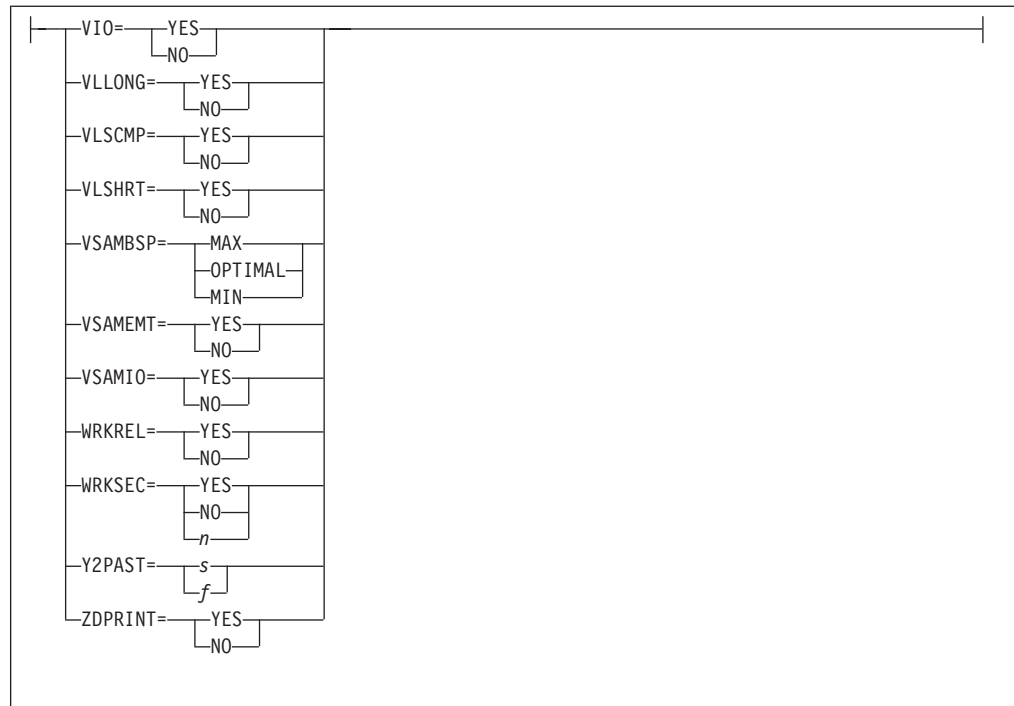 VIO= YES
NO
VLLONG= YES
NO
VLSCMP= YES
NO
VLSHRT= YES
NO
VSAMBSP= MAX
OPTIMAL
MIN
VSAMEMT= YES
NO
VSAMIO= YES
NO
WRKREL= YES
NO
WRKSEC= YES
NO
n
Y2PAST= s
f
ZDPRINT= YES
NO